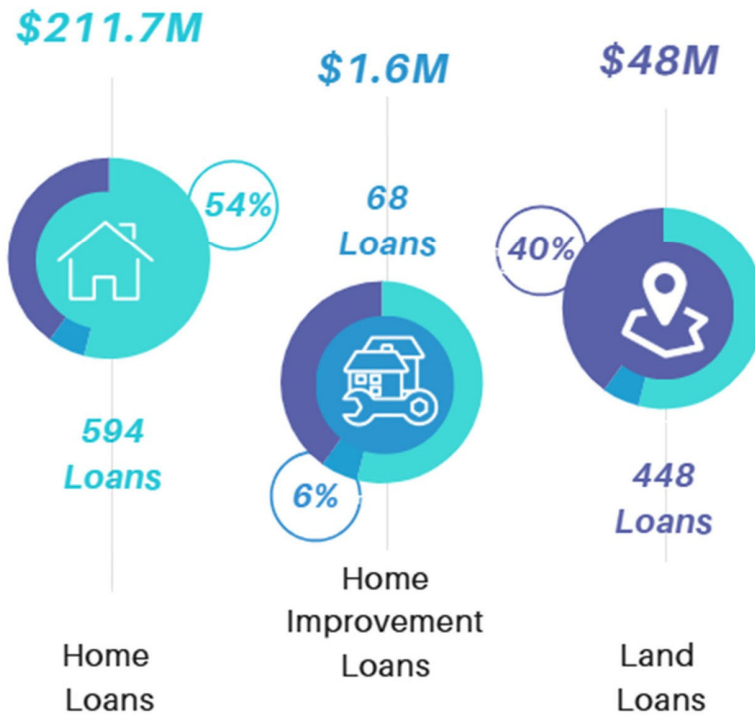 $211.7M
54%
594
Loans
Home
Loans
$1.6M
68
Loans
6%
Home
Improvement
Loans
$48M
40%
448
Loans
Land
Loans